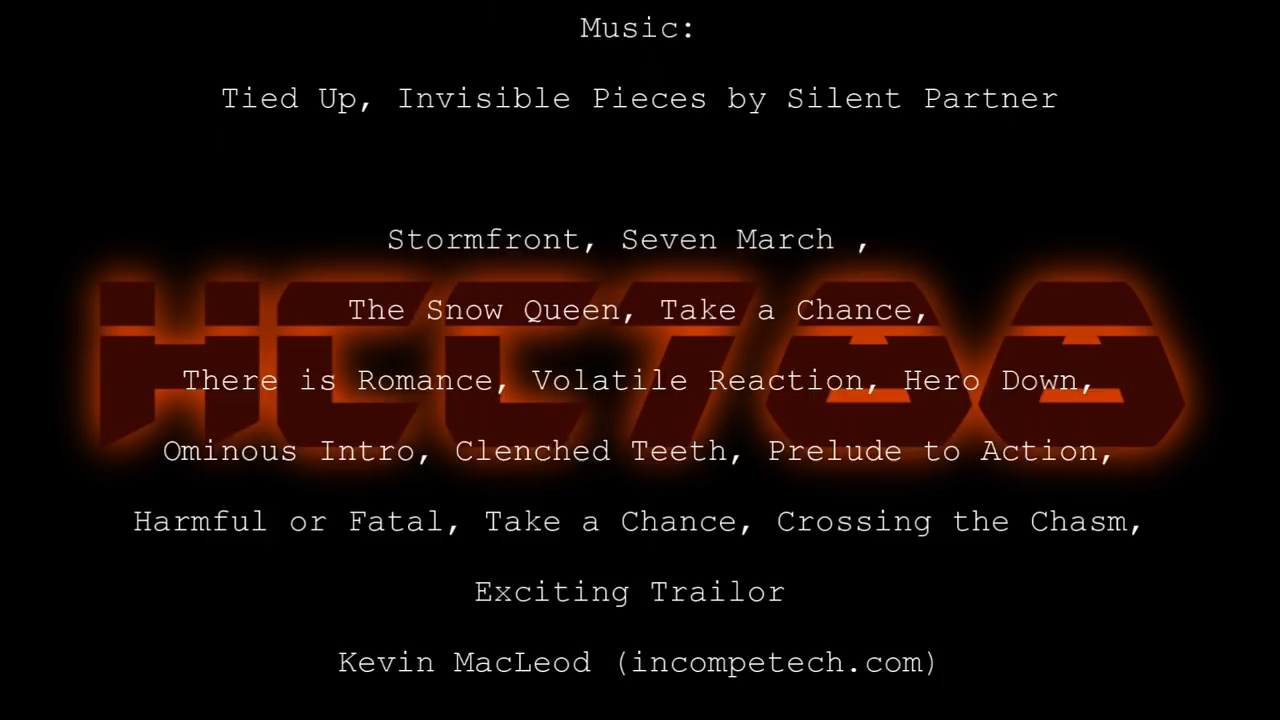 Music:
Tied Up, Invisible Pieces by Silent Partner
Stormfront, Seven March ,
HCC788
The Snow Queen, Take a Chance,
There is Romance, Volatile Reaction, Hero Down,
Ominous Intro, Clenched Teeth, Prelude to Action,
Harmful or Fatal, Take a Chance, Crossing the Chasm,
Exciting Trailor
Kevin MacLeod (incompetech.com)